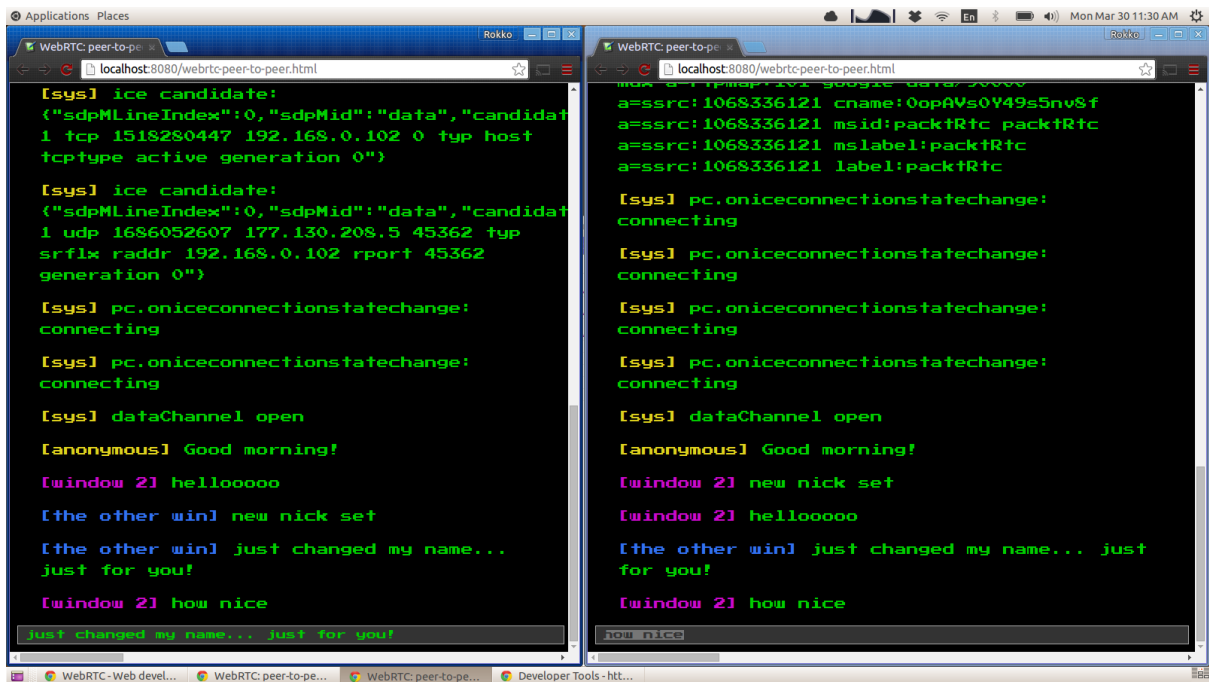 Applications Places
En
Mon Mar 30 11:30 AM
Rokko
WebRTC: peer-to-pe
localhost:8080/webrtc-peer-to-peer.html
[sys] ice candidate:
{"sdpMLineIndex":0,"sdpMid":"data","candidat
1 tcp 1518280447 192.168.0.102 0 typ host
tcptype active generation 0"}
[sys] ice candidate:
{"sdpMLineIndex":0,"sdpMid":"data","candidat
1 udp 1686052607 177.130.208.5 45362 typ
srflx raddr 192.168.0.102 rport 45362
generation 0"}
[sys] pc.oniceconnectionstatechange:
connecting
[sys] pc.oniceconnectionstatechange:
connecting
[sys] dataChannel open
[anonymous] Good morning!
[window 2] hellooooo
[the other win] new nick set
[the other win] just changed my name...
just for you!
[window 2] how nice
just changed my name... just for you!
Rokko
WebRTC: peer-to-pe
localhost:8080/webrtc-peer-to-peer.html
a=ssrc:1068336121 cname:0opAVs0Y49s5nv8f
a=ssrc:1068336121 msid:packtRtc packtRtc
a=ssrc:1068336121 mslabel:packtRtc
a=ssrc:1068336121 label:packtRtc
[sys] pc.oniceconnectionstatechange:
connecting
[sys] pc.oniceconnectionstatechange:
connecting
[sys] pc.oniceconnectionstatechange:
connecting
[sys] pc.oniceconnectionstatechange:
connecting
[sys] dataChannel open
[anonymous] Good morning!
[window 2] new nick set
[window 2] hellooooo
[the other win] just changed my name... just
for you!
[window 2] how nice
how nice
WebRTC - Web devel...
WebRTC: peer-to-pe...
WebRTC: peer-to-pe...
Developer Tools - htt...